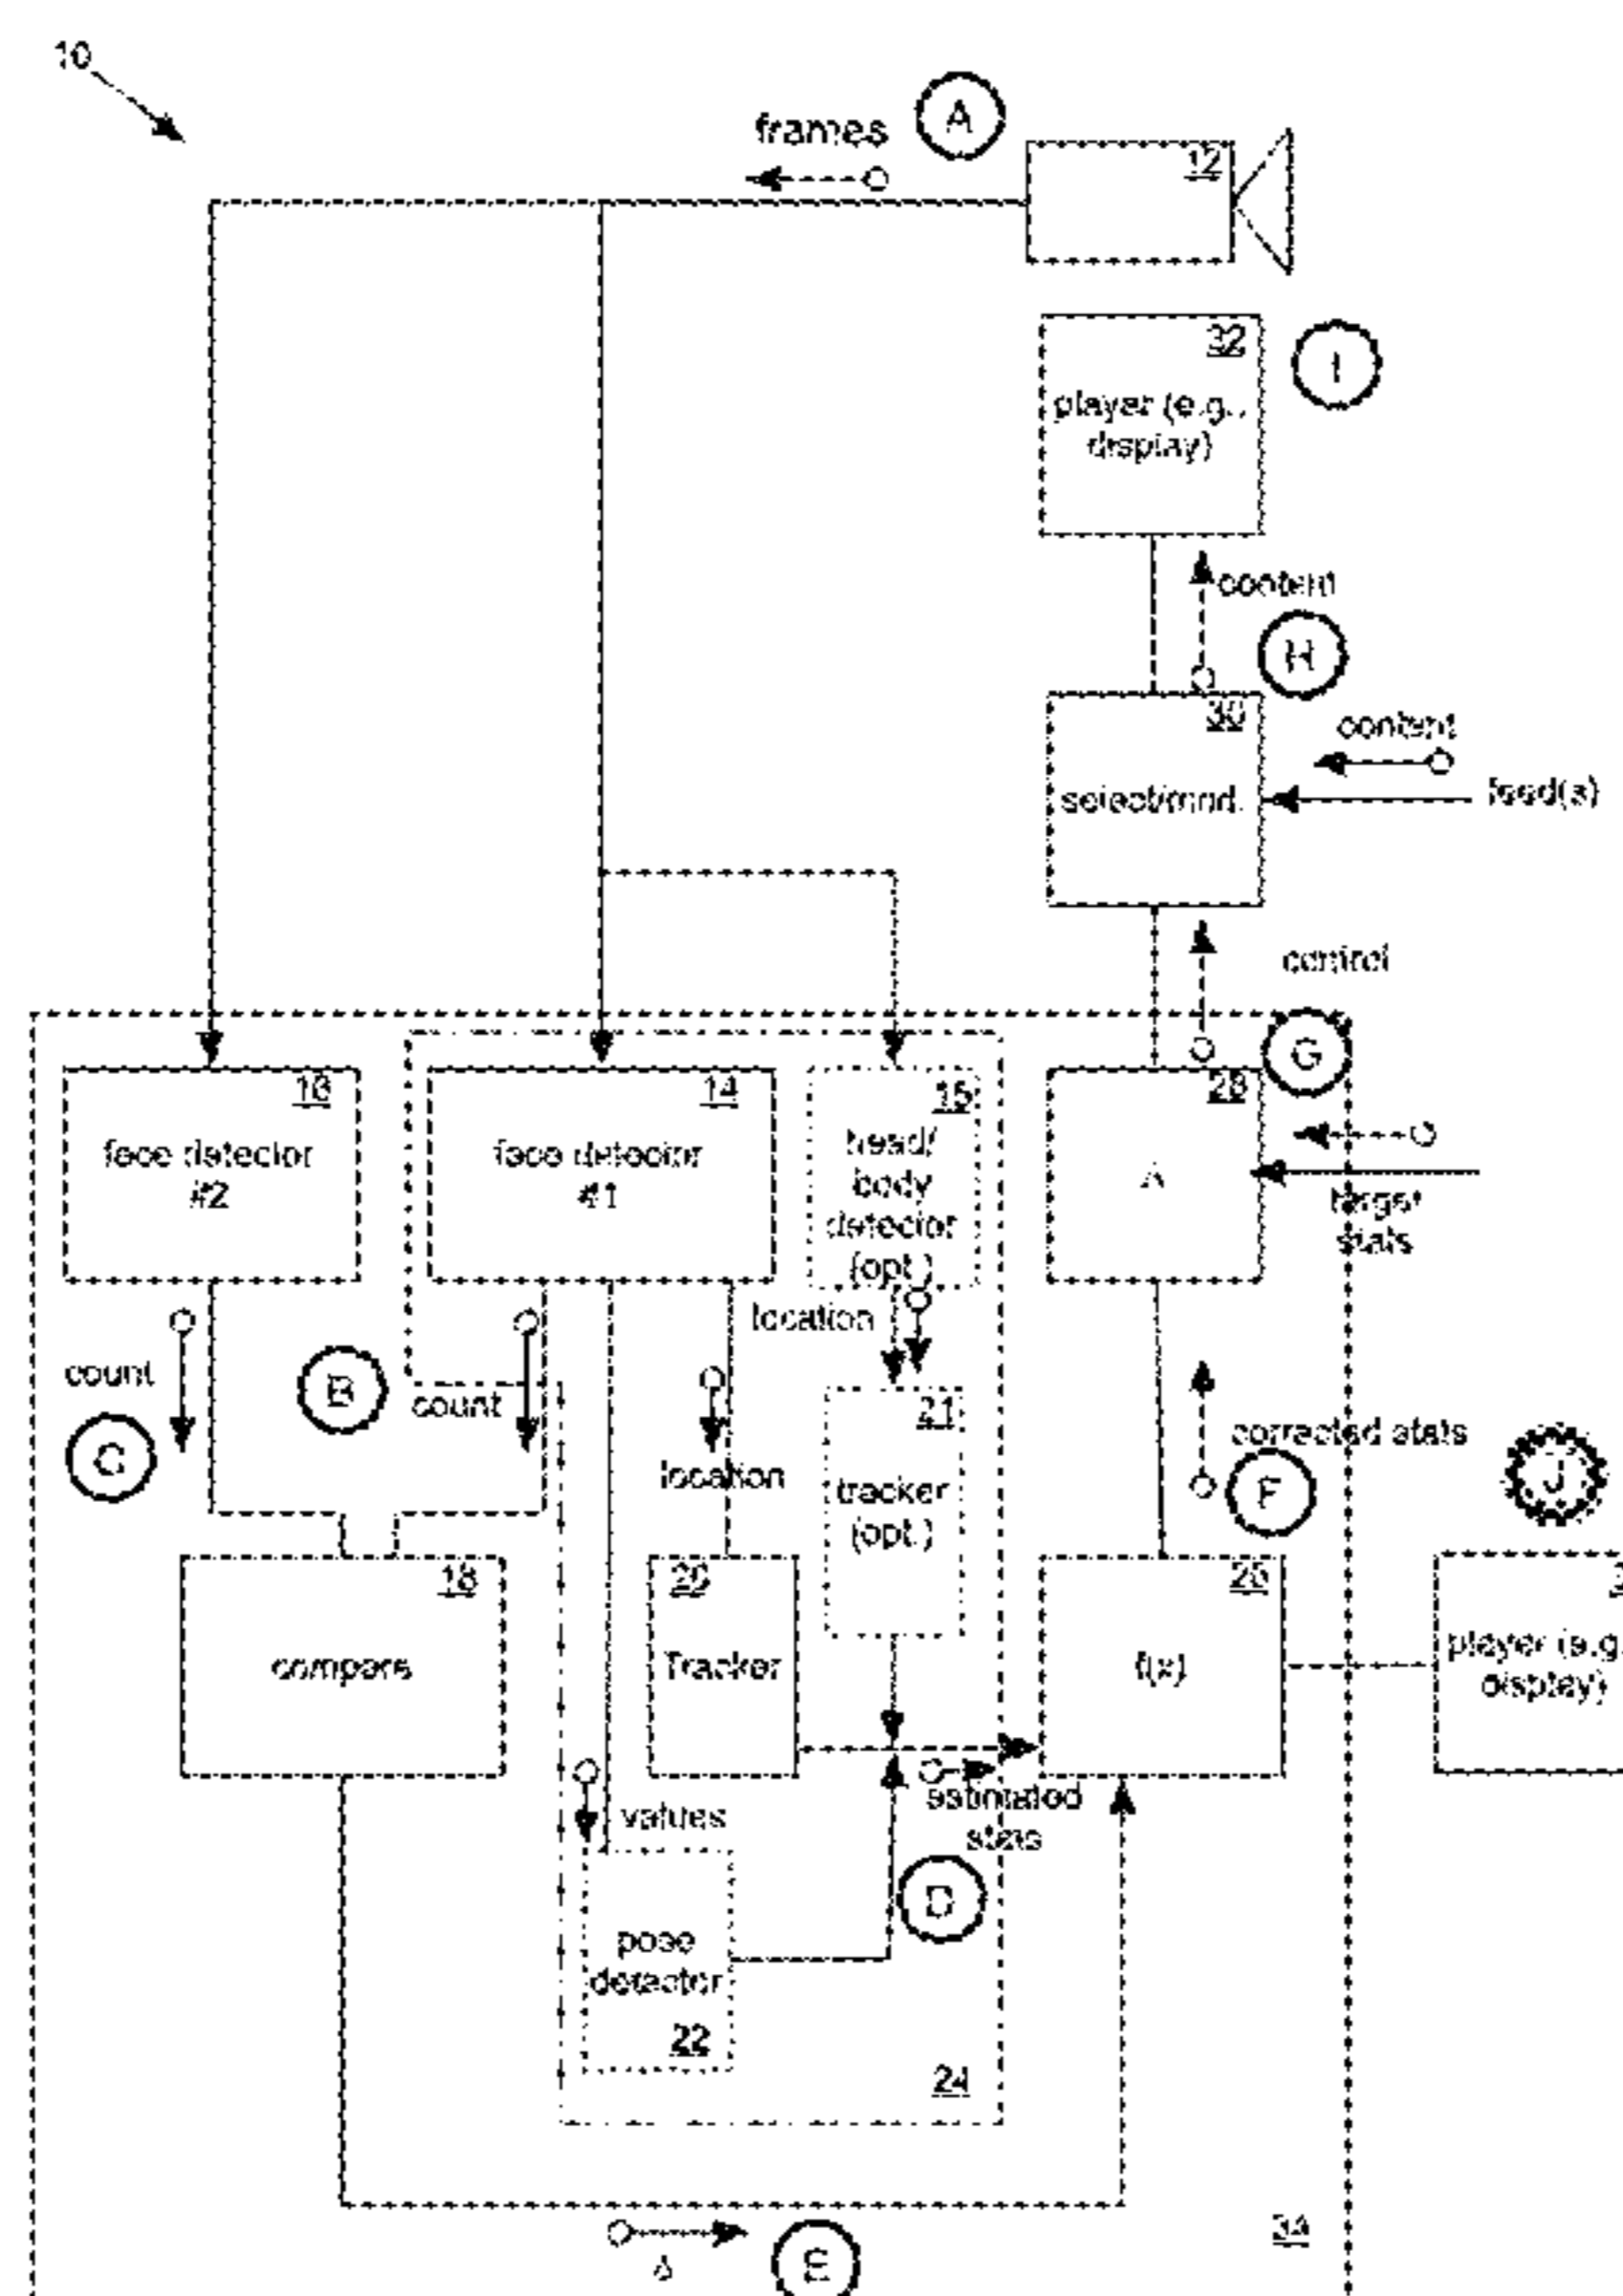 10
frames
A
12
32
player (e.g.,
display)
I
content
H
30
select/mod.
content
feed(s)
control
G
16
face detector
#2
14
face detector
#1
15
head/
body
detector
(opt.)
28
target
stats
count
C
B
count
location
location
21
tracker
(opt.)
corrected stats
F
J
18
compare
20
Tracker
26
f(x)
player (e.g.,
display)
values
estimated
stats
D
pose
detector
22
24
Δ
E
34